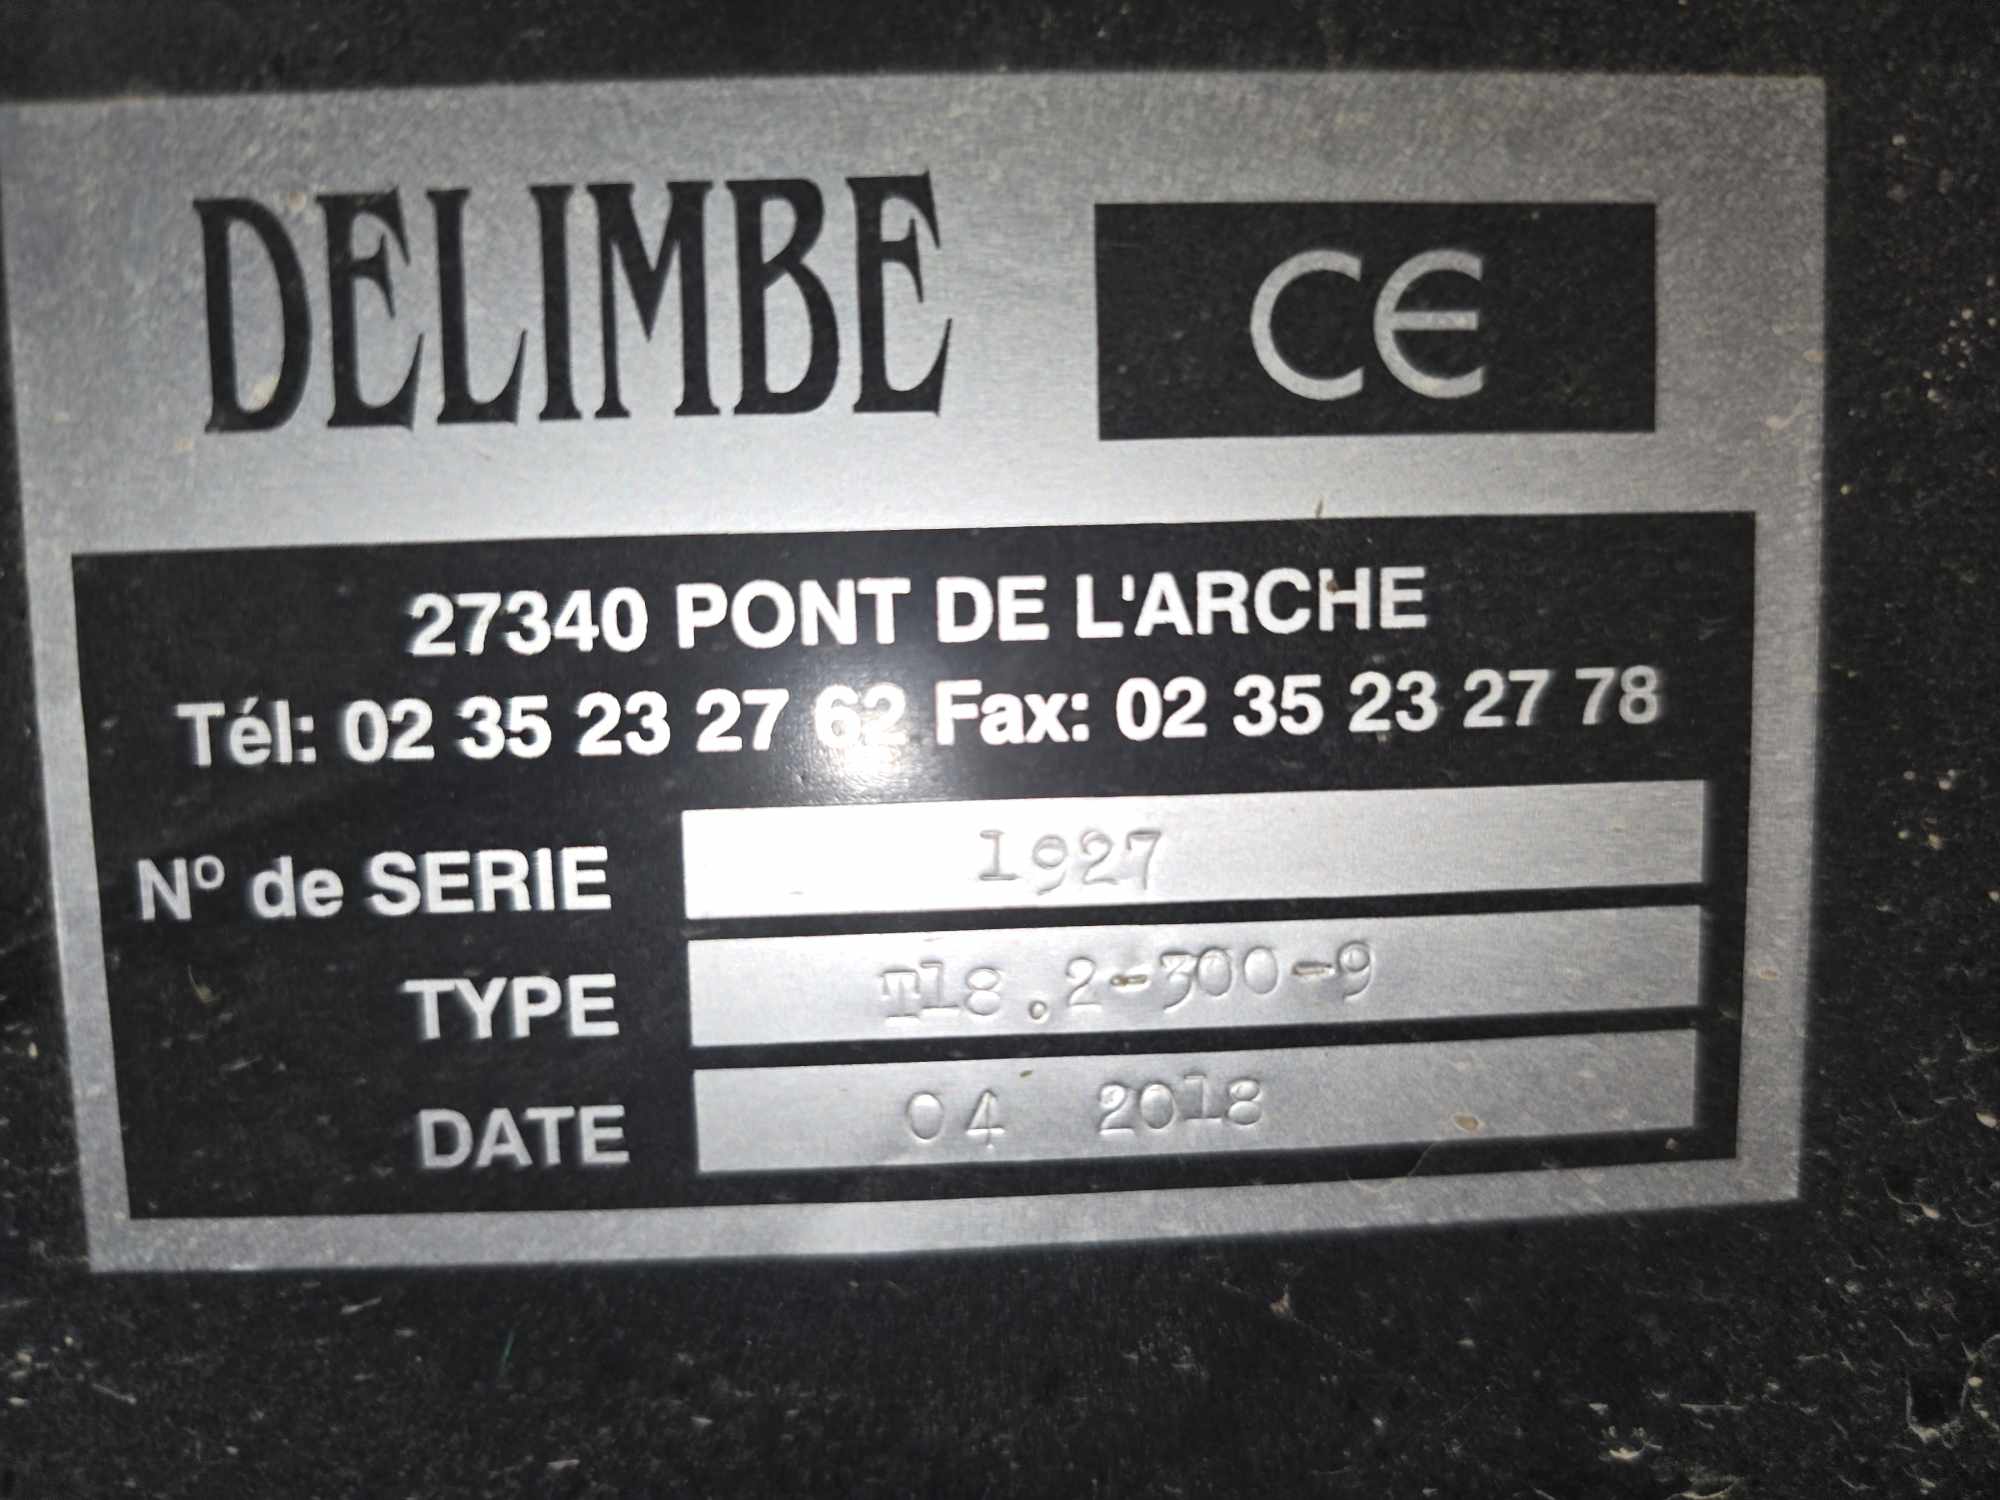 DELIMBE CE
27340 PONT DE L'ARCHE
Tél: 02 35 23 27 62 Fax: 02 35 23 27 78
Nº de SERIE 1927
TYPE T18.2-300-9
DATE 04 2018